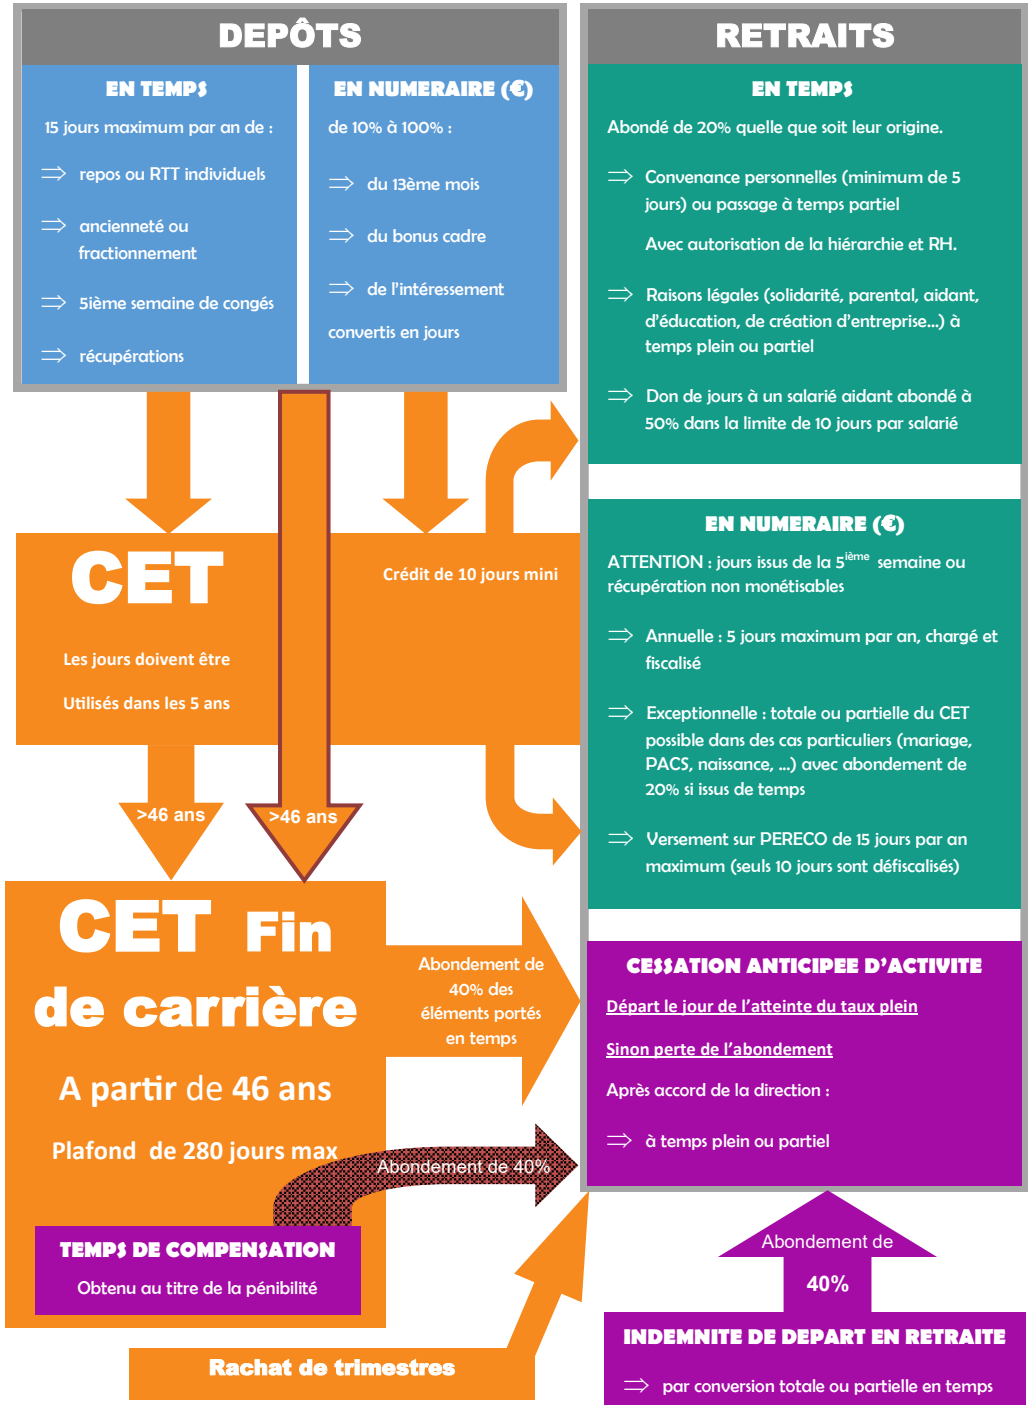 DEPÔTS
EN TEMPS
15 jours maximum par an de :
⇒ repos ou RTT individuels
⇒ ancienneté ou
fractionnement
⇒ 5ième semaine de congés
⇒ récupérations
EN NUMERAIRE (€)
de 10% à 100% :
⇒ du 13ème mois
⇒ du bonus cadre
⇒ de l'intéressement
convertis en jours
RETRAITS
EN TEMPS
Abondé de 20% quelle que soit leur origine.
⇒ Convenance personnelles (minimum de 5
jours) ou passage à temps partiel
Avec autorisation de la hiérarchie et RH.
⇒ Raisons légales (solidarité, parental, aidant,
d'éducation, de création d'entreprise...) à
temps plein ou partiel
⇒ Don de jours à un salarié aidant abondé à
50% dans la limite de 10 jours par salarié
EN NUMERAIRE (€)
ATTENTION : jours issus de la 5ième semaine ou
récupération non monétisables
⇒ Annuelle : 5 jours maximum par an, chargé et
fiscalisé
⇒ Exceptionnelle : totale ou partielle du CET
possible dans des cas particuliers (mariage,
PACS, naissance, ...) avec abondement de
20% si issus de temps
⇒ Versement sur PERECO de 15 jours par an
maximum (seuls 10 jours sont défiscalisés)
CET
Crédit de 10 jours mini
Les jours doivent être
Utilisés dans les 5 ans
>46 ans
>46 ans
CET Fin
de carrière
A partir de 46 ans
Plafond de 280 jours max
Abondement de
40% des
éléments portés
en temps
Abondement de 40%
TEMPS DE COMPENSATION
Obtenu au titre de la pénibilité
Rachat de trimestres
CESSATION ANTICIPEE D'ACTIVITE
Départ le jour de l'atteinte du taux plein
Sinon perte de l'abondement
Après accord de la direction :
⇒ à temps plein ou partiel
Abondement de
40%
INDEMNITE DE DEPART EN RETRAITE
⇒ par conversion totale ou partielle en temps